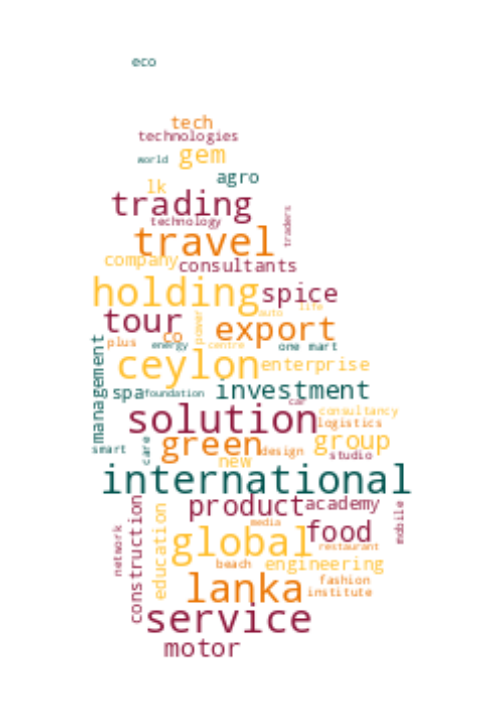 eco
tech
technologies
world
gem
agro
lk
trading
technology
traders
travel
company
consultants
holding
spice
life
auto
tour
co
power
export
plus
energy
centre
one mart
management
ceylon
enterprise
spa
foundation
investment
car
solution
consultancy
logistics
green
group
smart
care
design
studio
new
international
product
academy
mobile
network
construction
education
media
food
global
restaurant
beach
engineering
lanka
fashion
institute
service
motor